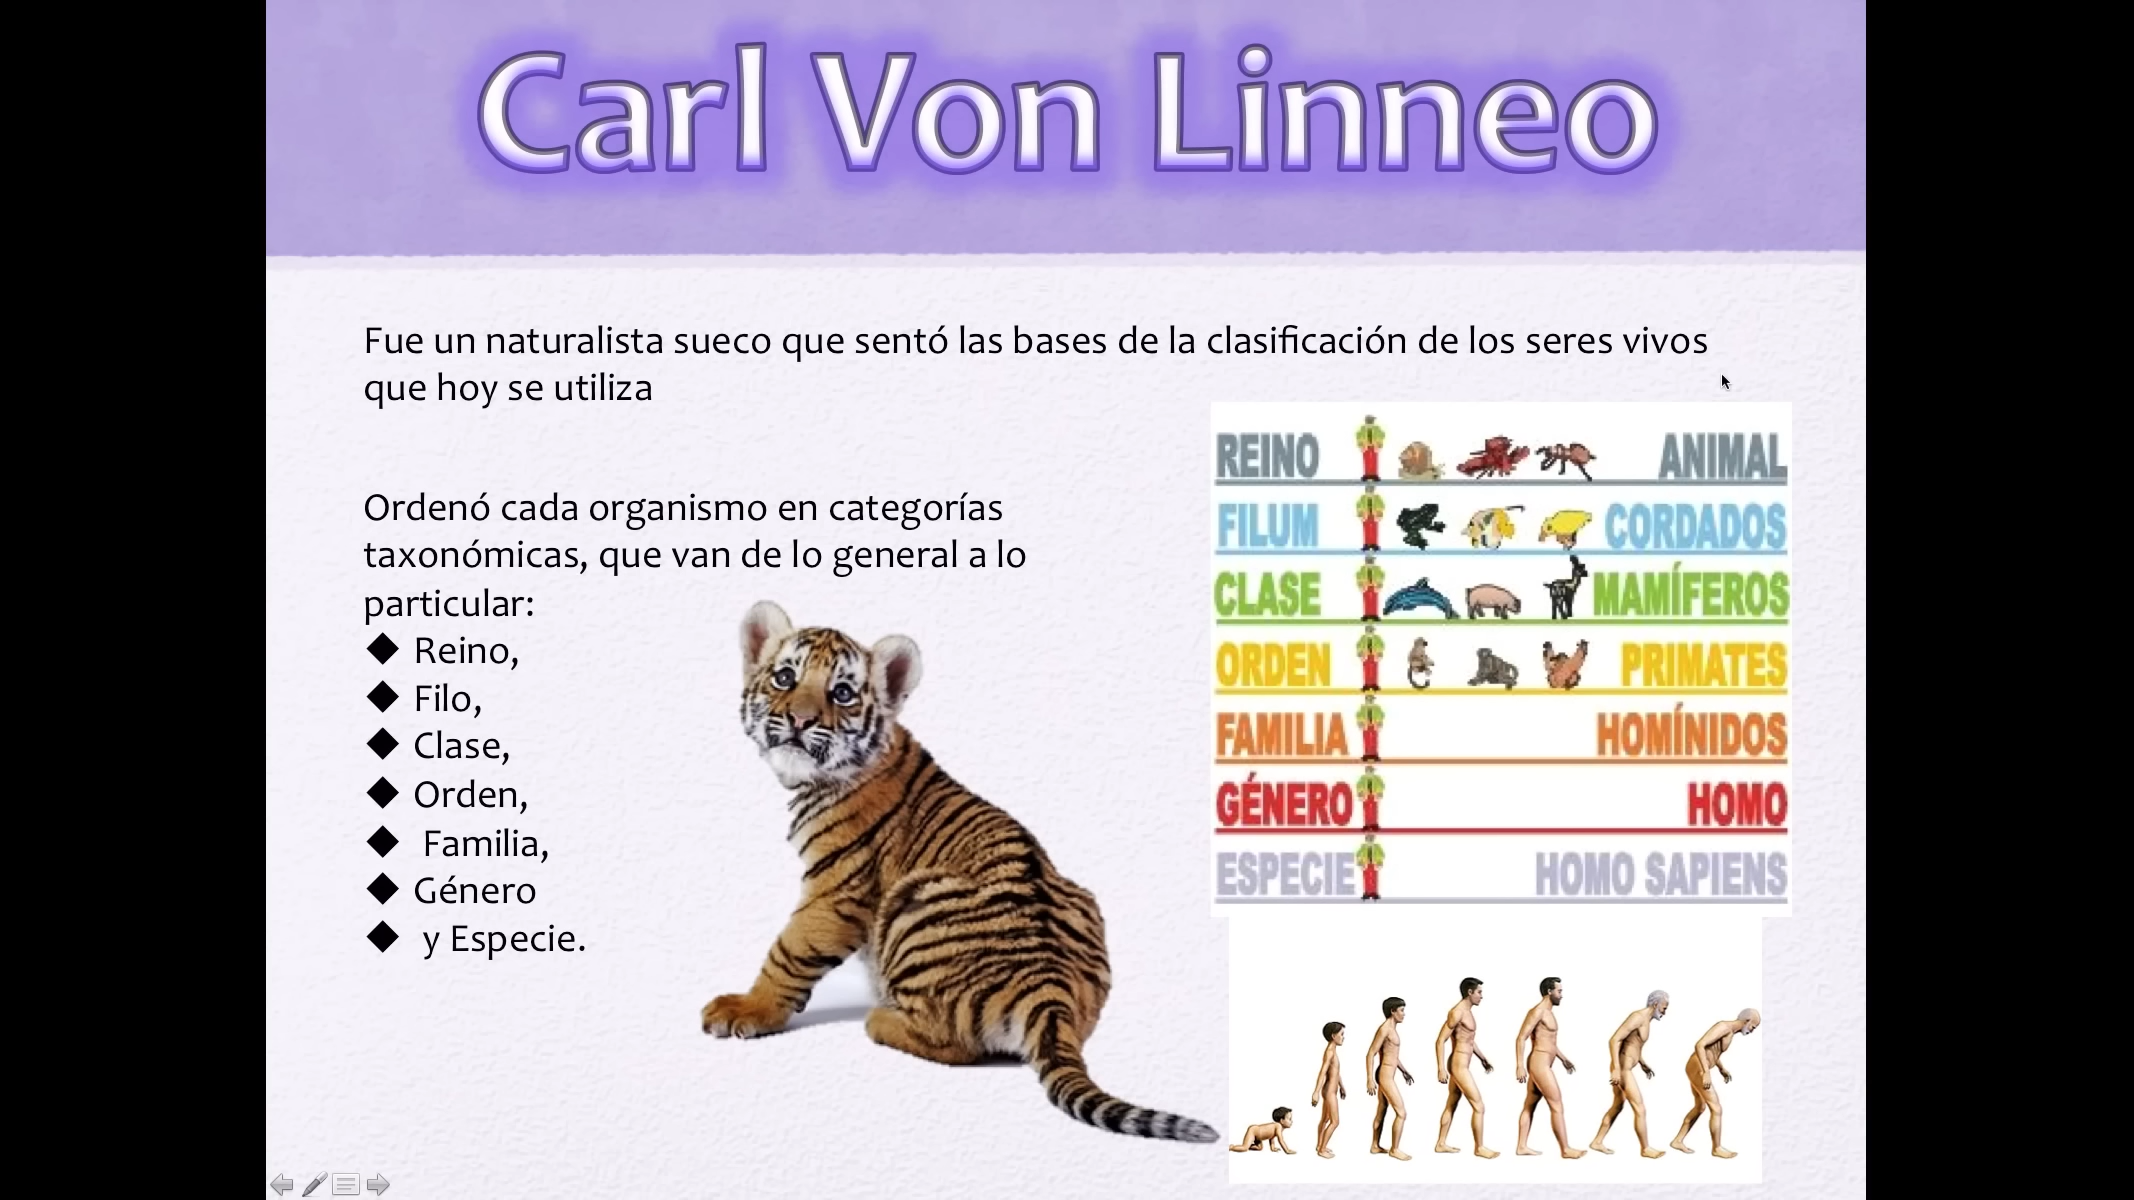 Carl Von Linneo
Fue un naturalista sueco que sentó las bases de la clasificación de los seres vivos
que hoy se utiliza
Ordenó cada organismo en categorías
taxonómicas, que van de lo general a lo
particular:
◆ Reino,
◆ Filo,
◆ Clase,
◆ Orden,
◆ Familia,
◆ Género
◆ y Especie.
REINO ANIMAL
FILUM CORDADOS
CLASE MAMÍFEROS
ORDEN PRIMATES
FAMILIA HOMÍNIDOS
GÉNERO HOMO
ESPECIE HOMO SAPIENS